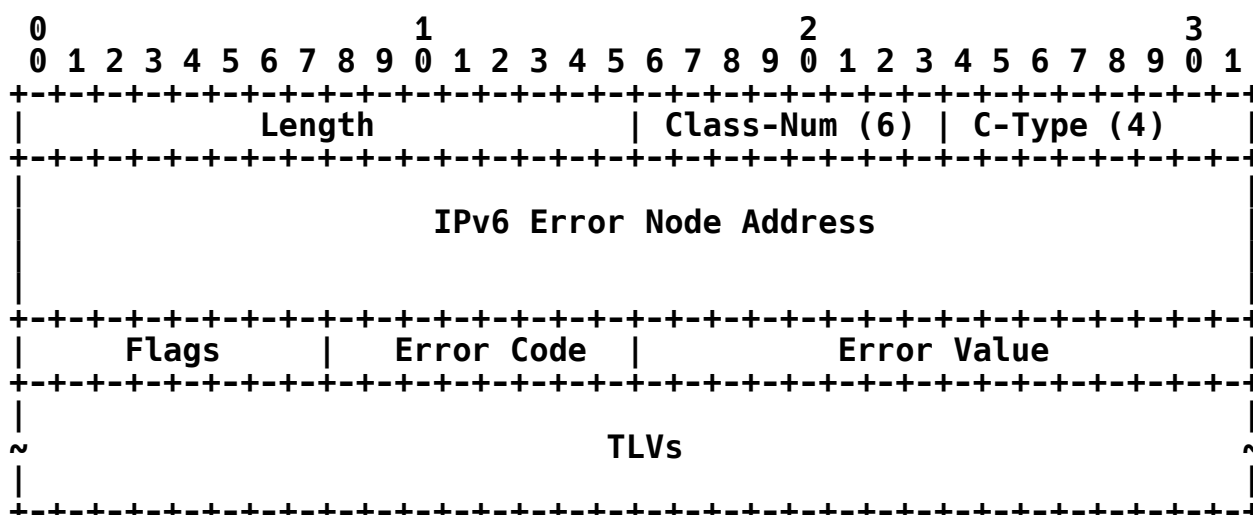 0                   1                   2                   3
 0 1 2 3 4 5 6 7 8 9 0 1 2 3 4 5 6 7 8 9 0 1 2 3 4 5 6 7 8 9 0 1
+-+-+-+-+-+-+-+-+-+-+-+-+-+-+-+-+-+-+-+-+-+-+-+-+-+-+-+-+-+-+-+-+
|            Length             | Class-Num (6) | C-Type (4)    |
+-+-+-+-+-+-+-+-+-+-+-+-+-+-+-+-+-+-+-+-+-+-+-+-+-+-+-+-+-+-+-+-+
|                                                               |
|                     IPv6 Error Node Address                   |
|                                                               |
|                                                               |
+-+-+-+-+-+-+-+-+-+-+-+-+-+-+-+-+-+-+-+-+-+-+-+-+-+-+-+-+-+-+-+-+
|     Flags     |   Error Code  |          Error Value          |
+-+-+-+-+-+-+-+-+-+-+-+-+-+-+-+-+-+-+-+-+-+-+-+-+-+-+-+-+-+-+-+-+
|                                                               |
~                              TLVs                             ~
|                                                               |
+-+-+-+-+-+-+-+-+-+-+-+-+-+-+-+-+-+-+-+-+-+-+-+-+-+-+-+-+-+-+-+-+